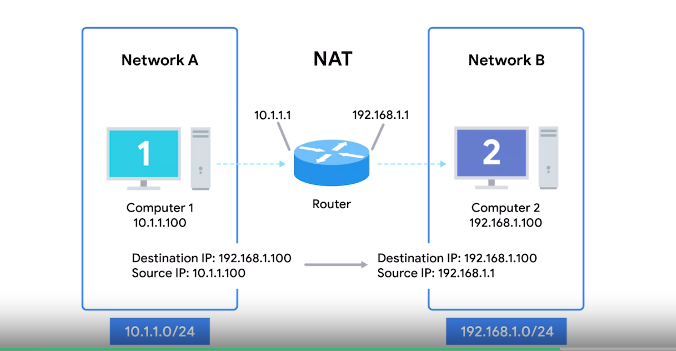 Network A
NAT
Network B
10.1.1.1
192.168.1.1
1
2
Router
Computer 1
10.1.1.100
Computer 2
192.168.1.100
Destination IP: 192.168.1.100
Source IP: 10.1.1.100
Destination IP: 192.168.1.100
Source IP: 192.168.1.1
10.1.1.0/24
192.168.1.0/24